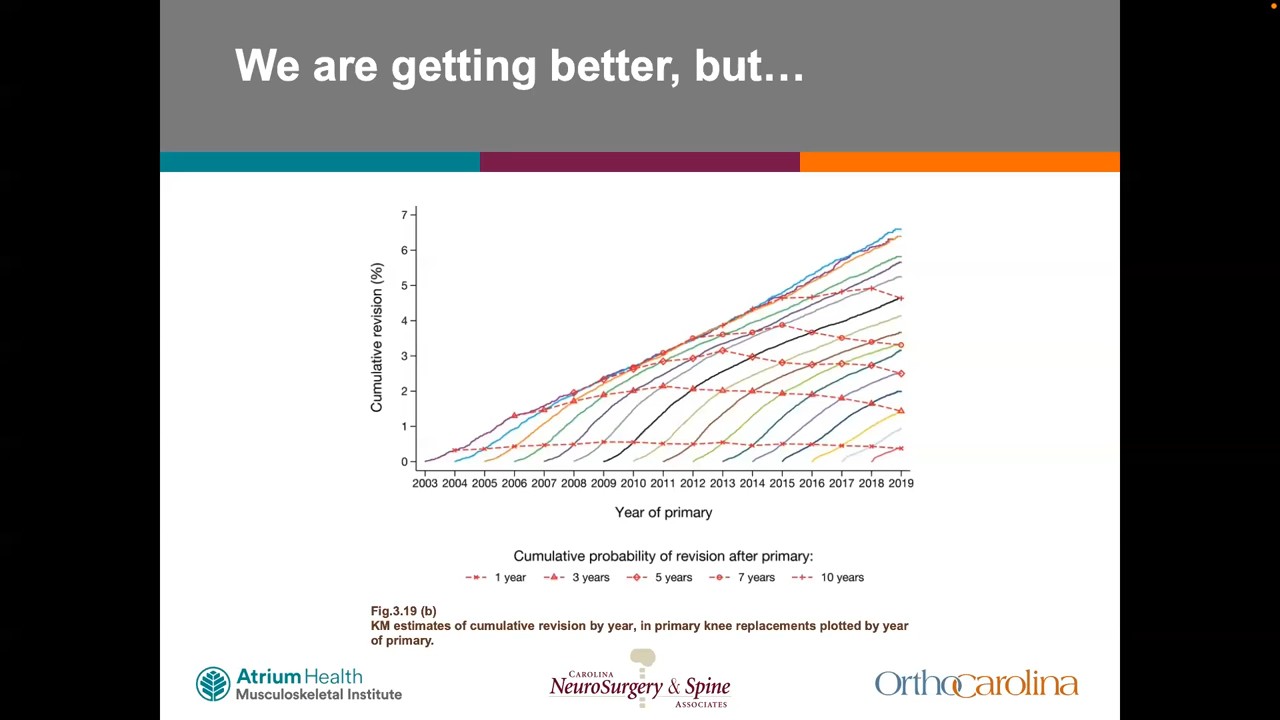 We are getting better, but...
7
6
5
4
3
2
1
0
Cumulative revision (%)
2003 2004 2005 2006 2007 2008 2009 2010 2011 2012 2013 2014 2015 2016 2017 2018 2019
Year of primary
Cumulative probability of revision after primary:
1 year 3 years 5 years 7 years 10 years
Fig.3.19 (b)
KM estimates of cumulative revision by year, in primary knee replacements plotted by year
of primary.
Atrium Health
Musculoskeletal Institute
CAROLINA
NEUROSURGERY & SPINE
ASSOCIATES
OrthoCarolina